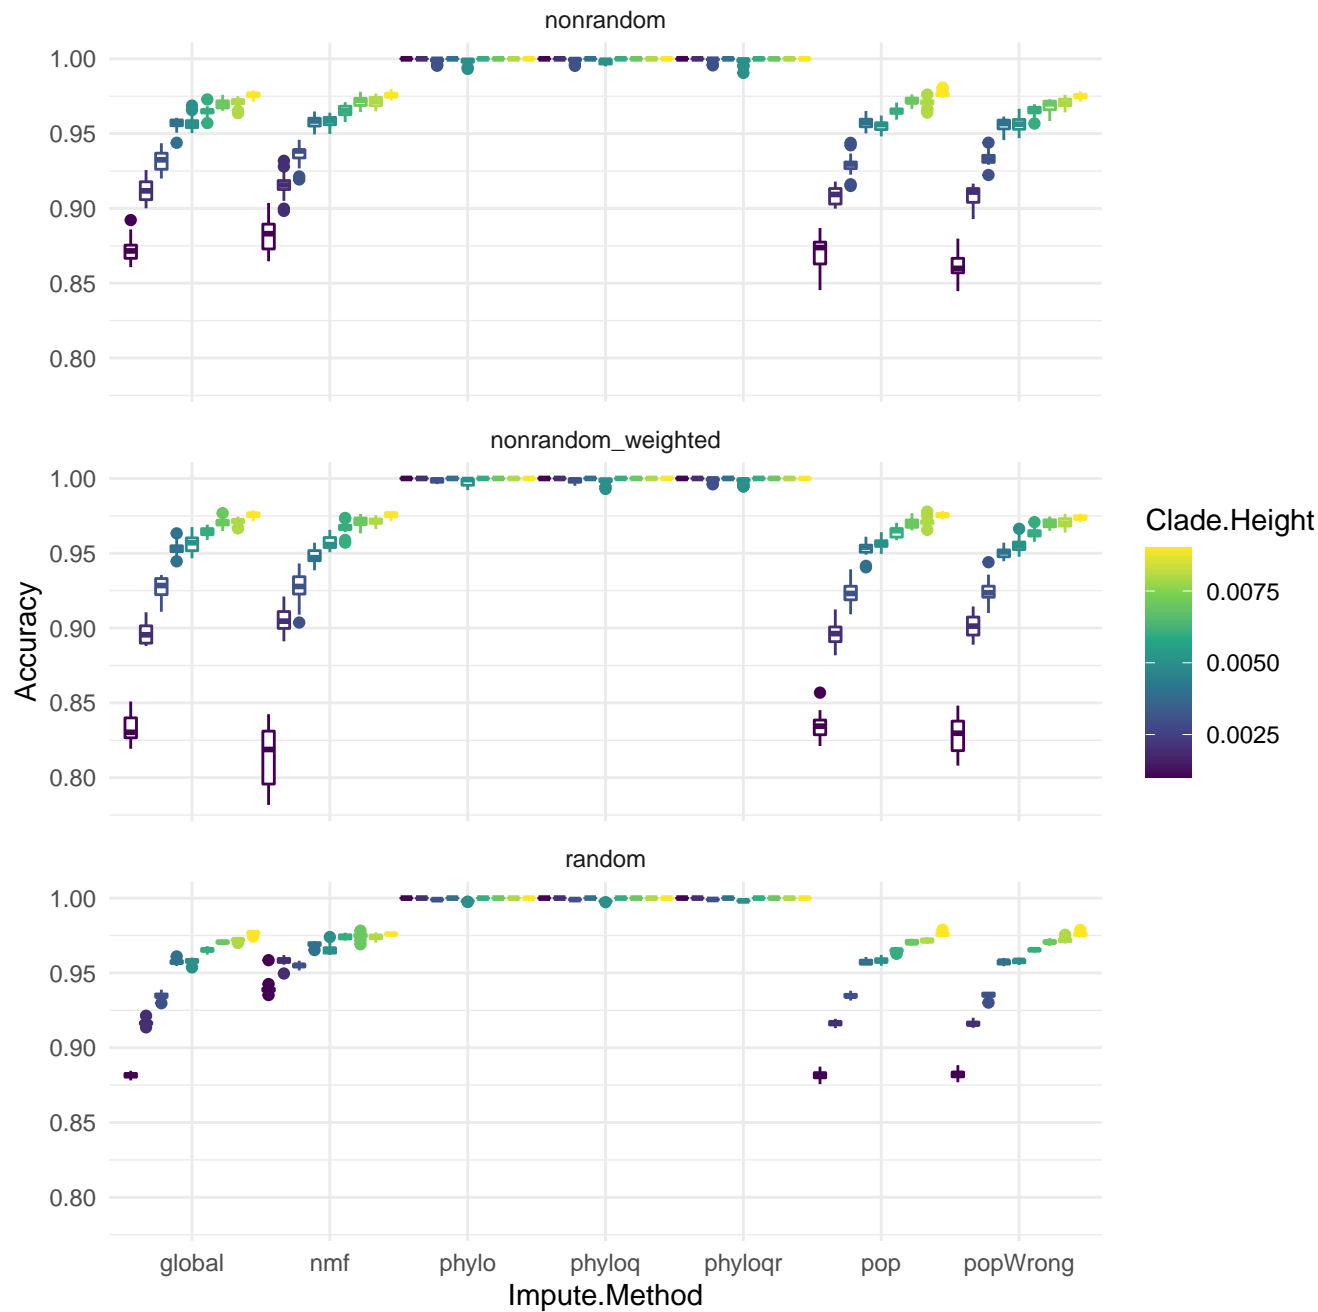 nonrandom
1.00
0.95
0.90
0.85
0.80
nonrandom_weighted
1.00
0.95
0.90
0.85
0.80
Accuracy
random
1.00
0.95
0.90
0.85
0.80
global nmf phylo phyloq phyloqr pop popWrong
Impute.Method
Clade.Height
0.0075
0.0050
0.0025